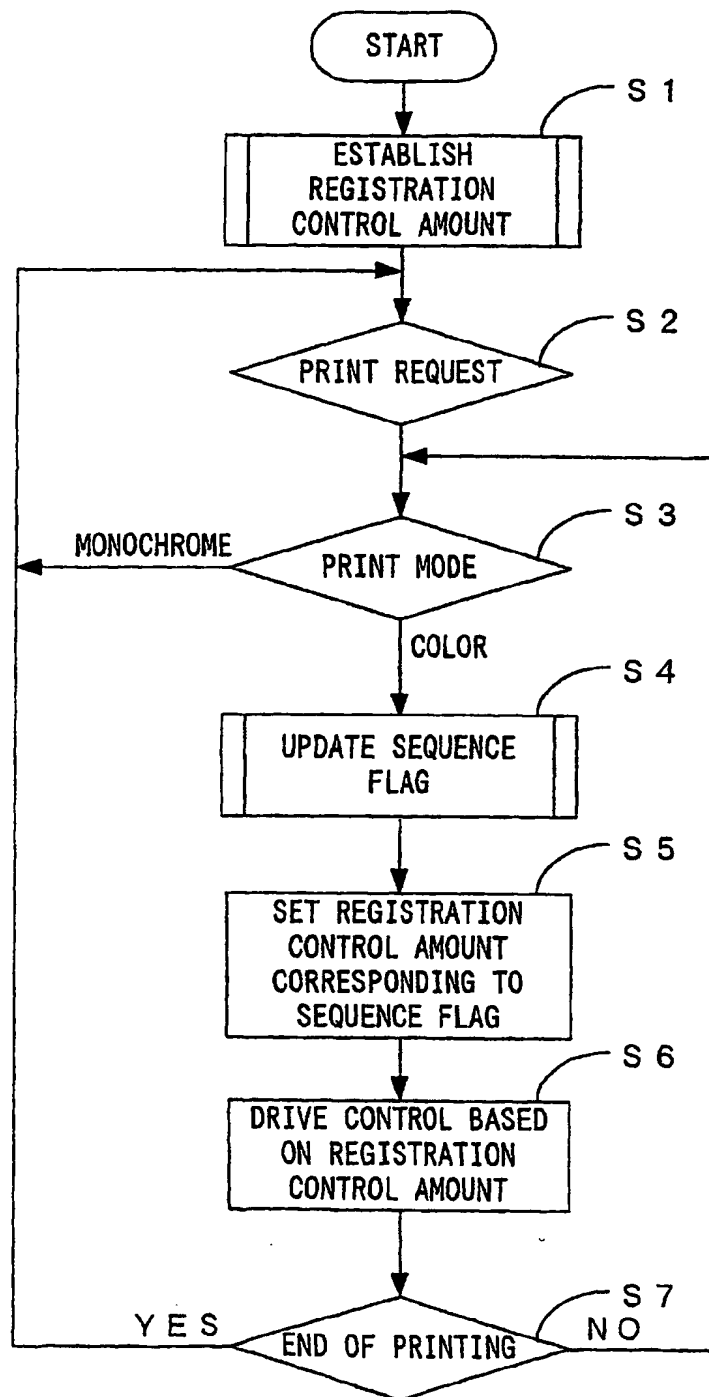 START
S 1
ESTABLISH
REGISTRATION
CONTROL AMOUNT
S 2
PRINT REQUEST
S 3
MONOCHROME
PRINT MODE
COLOR
S 4
UPDATE SEQUENCE
FLAG
S 5
SET REGISTRATION
CONTROL AMOUNT
CORRESPONDING TO
SEQUENCE FLAG
S 6
DRIVE CONTROL BASED
ON REGISTRATION
CONTROL AMOUNT
S 7
YES
END OF PRINTING
NO